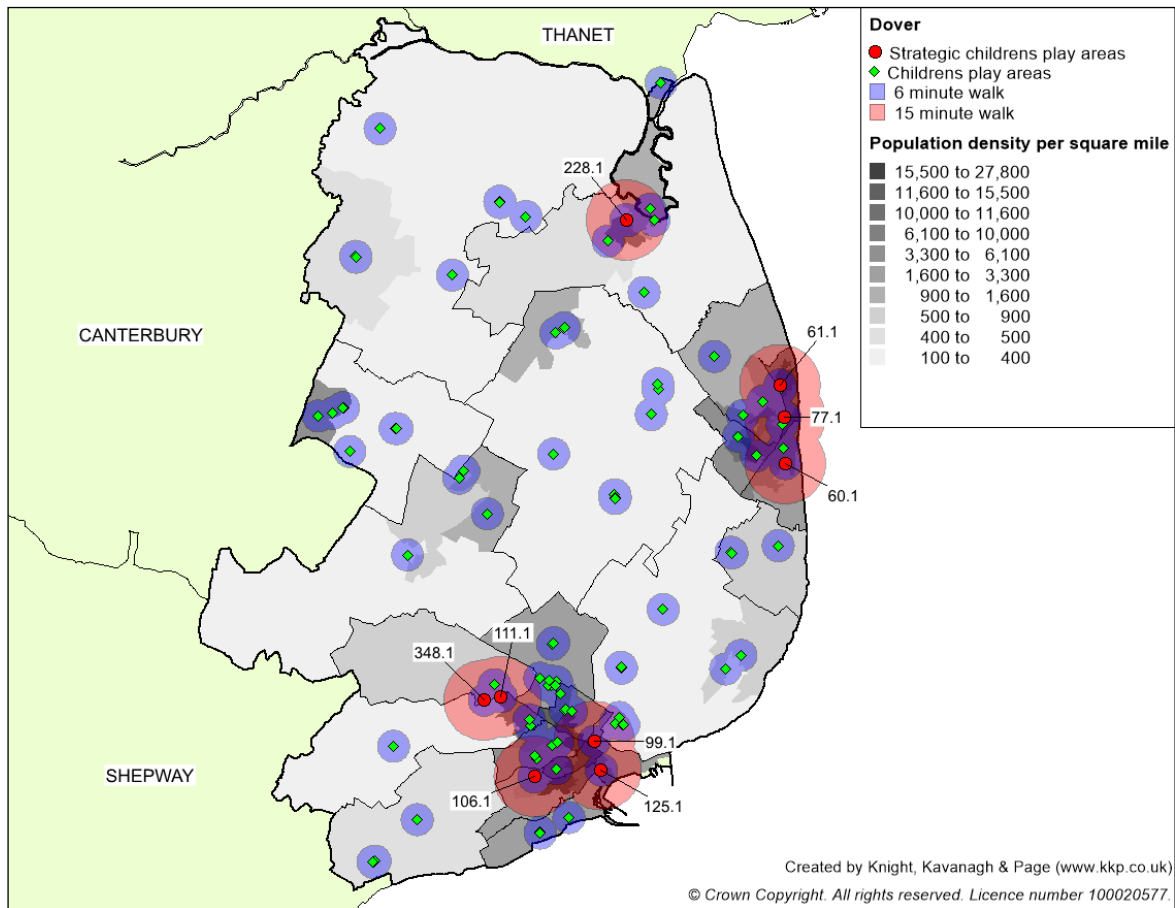 THANET
Dover
Strategic childrens play areas
Childrens play areas
6 minute walk
15 minute walk
Population density per square mile
15,500 to 27,800
11,600 to 15,500
10,000 to 11,600
6,100 to 10,000
3,300 to 6,100
1,600 to 3,300
900 to 1,600
500 to 900
400 to 500
100 to 400
228.1
CANTERBURY
61.1
77.1
60.1
111.1
348.1
99.1
SHEPWAY
106.1
125.1
Created by Knight, Kavanagh & Page (www.kkp.co.uk)
© Crown Copyright. All rights reserved. Licence number 100020577.